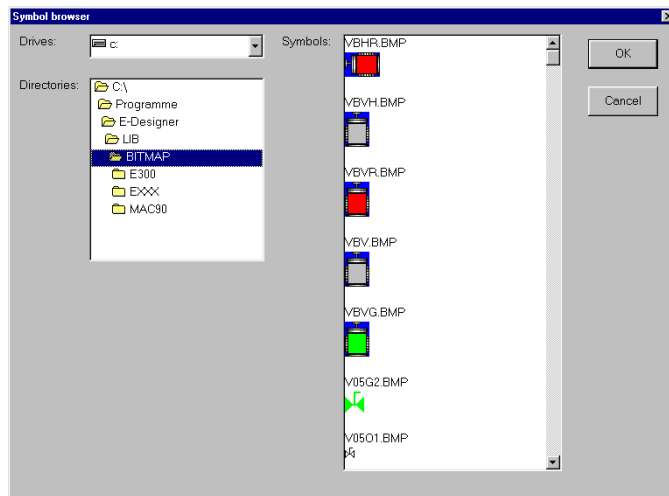 Symbol browser
Drives:
c:
Directories:
C:\
Programme
E-Designer
LIB
BITMAP
E300
EXXX
MAC90
Symbols:
VBHR.BMP
VBVH.BMP
VBVR.BMP
VBV.BMP
VBVG.BMP
V05G2.BMP
V05O1.BMP
OK
Cancel